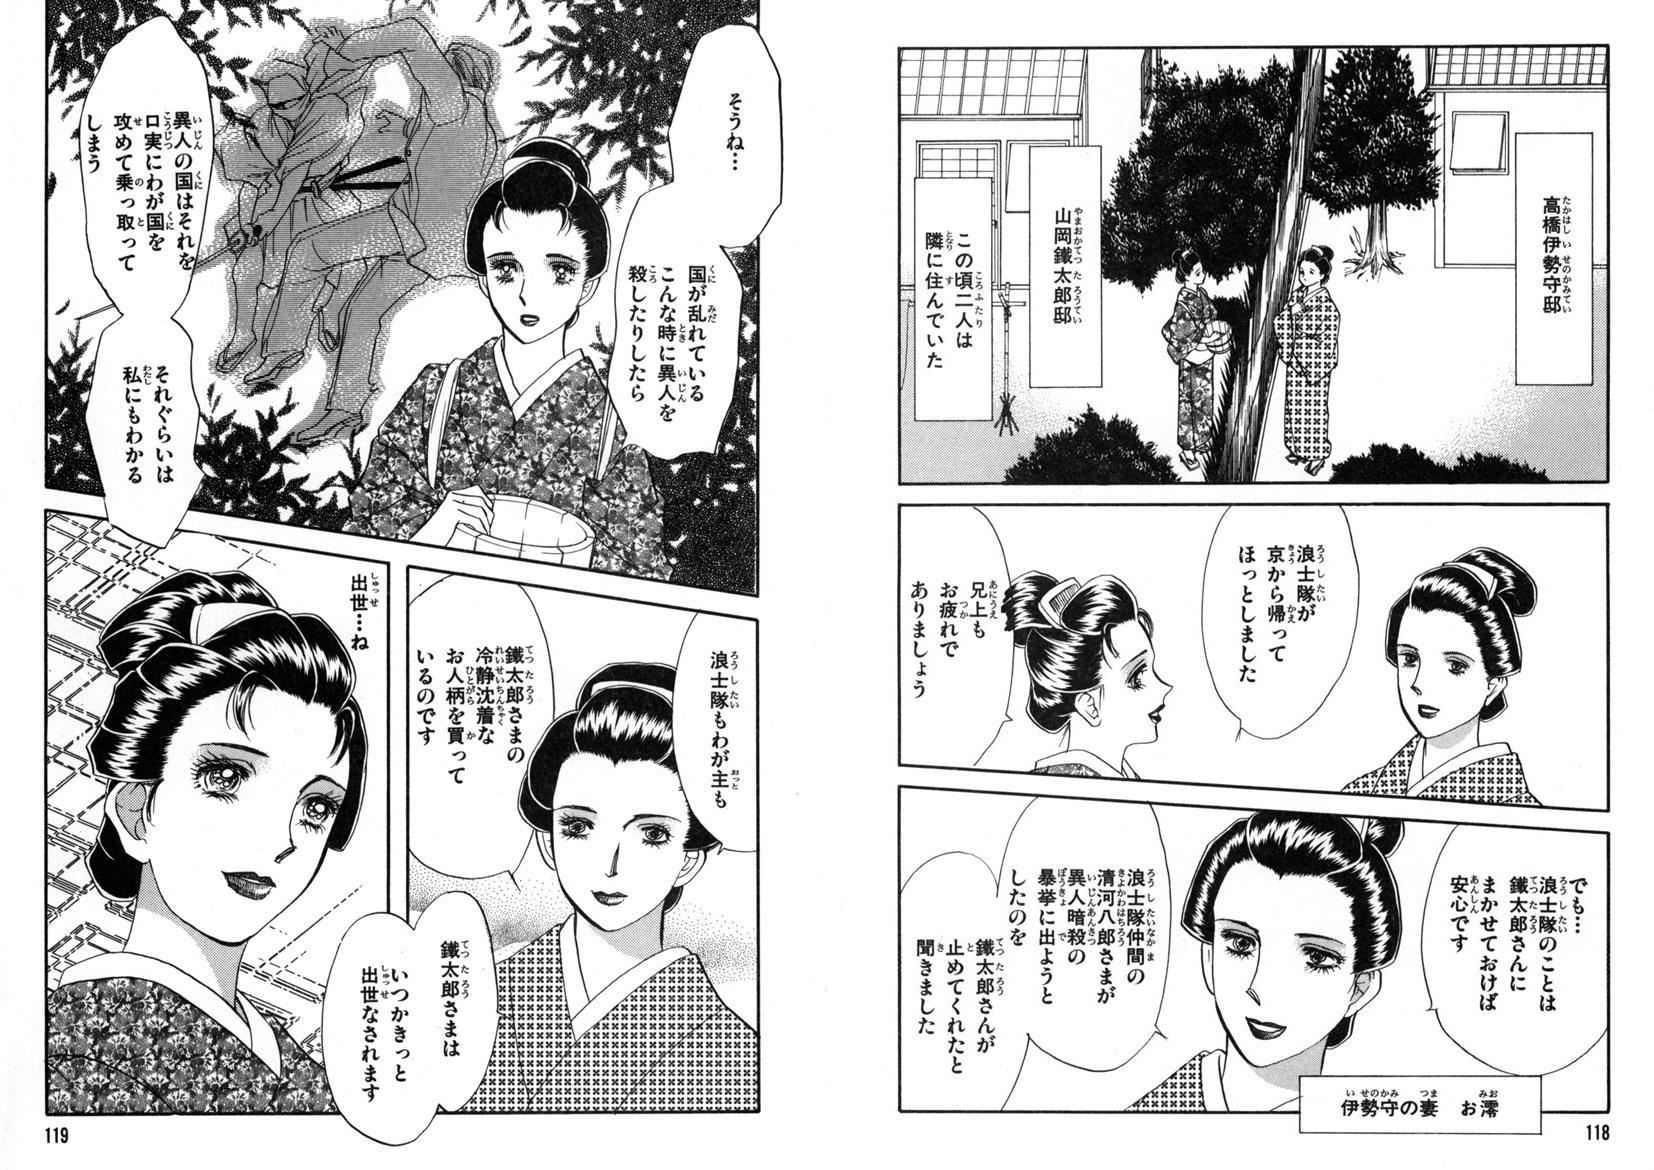 高橋伊勢守邸
山岡鐵太郎邸
この頃二人は
隣に住んでいた
浪士隊が
京から帰って
ほっとしました
兄上も
お疲れで
ありましょう
でも…
浪士隊のことは
鐵太郎さんに
まかせておけば
安心です
浪士隊仲間の
清河八郎さまが
異人暗殺の
暴挙に出ようと
したのを
鐵太郎さんが
止めてくれたと
聞きました
伊勢守の妻 お澪
118
そうね…
国が乱れている
こんな時に異人を
殺したりしたら
異人の国はそれを
口実にわが国を
攻めて乗っ取って
しまう
それぐらいは
私にもわかる
浪士隊もわが主も
鐵太郎さまの
冷静沈着な
お人柄を買って
いるのです
鐵太郎さまは
いつかきっと
出世なされます
出世…ね
119